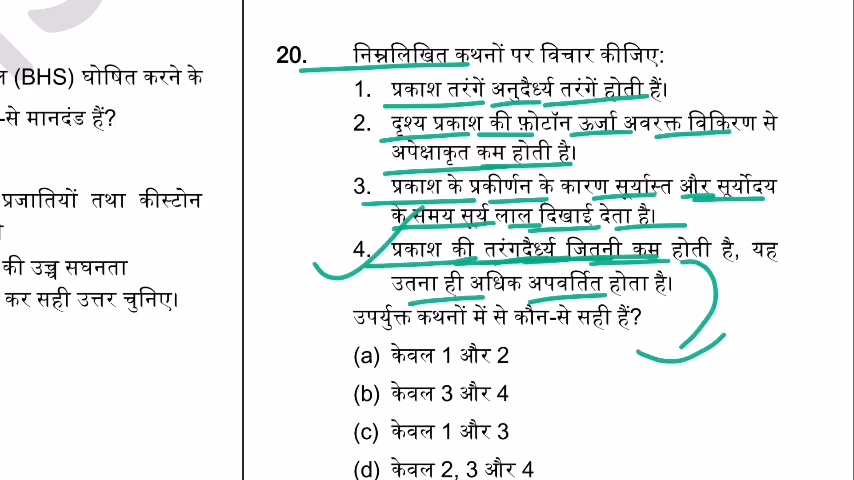 (BHS) घोषित करने के
-से मानदंड हैं?
प्रजातियों तथा कीस्टोन
की उच्च सघनता
कर सही उत्तर चुनिए।
20. निम्नलिखित कथनों पर विचार कीजिए:
1. प्रकाश तरंगें अनुदैर्ध्य तरंगें होती हैं।
2. दृश्य प्रकाश की फ़ोटॉन ऊर्जा अवरक्त विकिरण से
अपेक्षाकृत कम होती है।
3. प्रकाश के प्रकीर्णन के कारण सूर्यास्त और सूर्योदय
के समय सूर्य लाल दिखाई देता है।
4. प्रकाश की तरंगदैर्ध्य जितनी कम होती है, यह
उतना ही अधिक अपवर्तित होता है।
उपर्युक्त कथनों में से कौन-से सही हैं?
(a) केवल 1 और 2
(b) केवल 3 और 4
(c) केवल 1 और 3
(d) केवल 2, 3 और 4